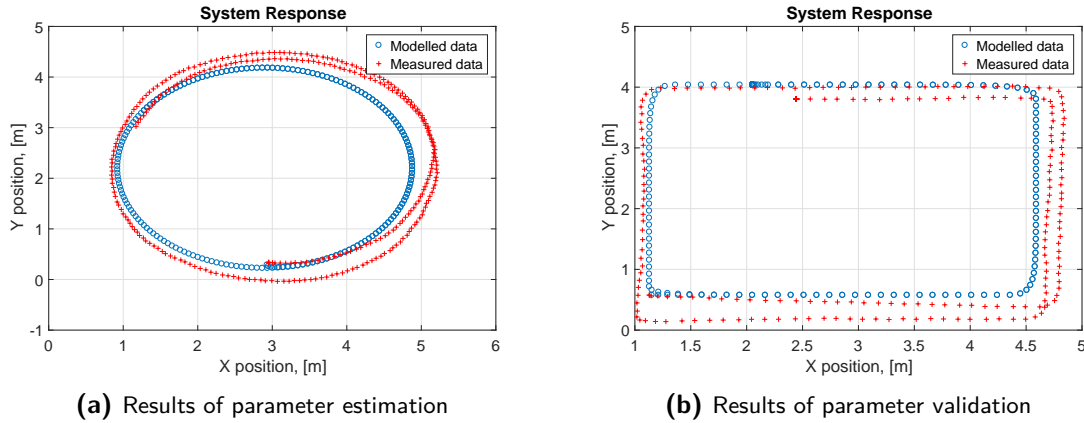 System Response
Modelled data
Measured data
Y position, [m]
5
4
3
2
1
0
-1
0 1 2 3 4 5 6
X position, [m]
(a) Results of parameter estimation
System Response
Modelled data
Measured data
Y position, [m]
5
4
3
2
1
0
1 1.5 2 2.5 3 3.5 4 4.5 5
X position, [m]
(b) Results of parameter validation